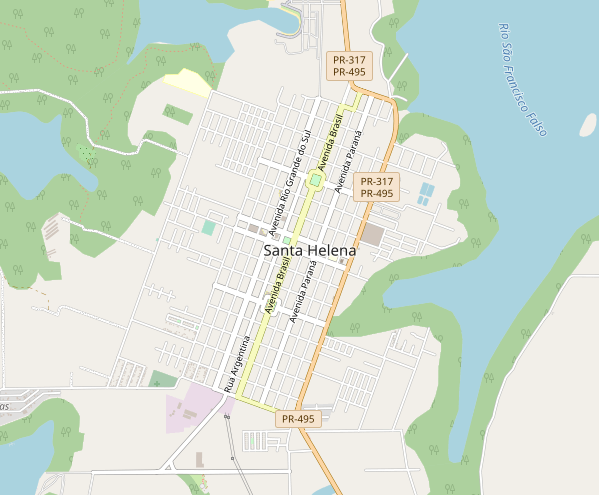 Rio São Francisco Falso
PR-317
PR-495
Avenida Brasil
Avenida Rio Grande do Sul
Avenida Paraná
PR-317
PR-495
Santa Helena
Avenida Brasil
Avenida Paraná
Rua Argentina
as
PR-495